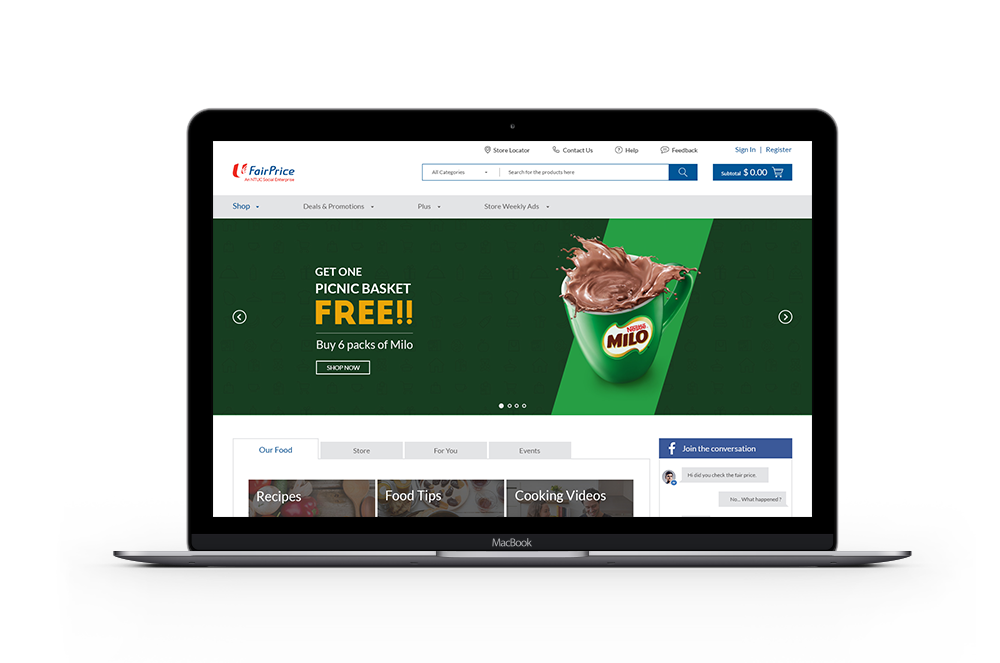 Store Locator
Contact Us
Help
Feedback
Sign In | Register
FairPrice
An NTUC Social Enterprise
All Categories
Search for the products here
Subtotal $ 0.00
Shop
Deals & Promotions
Plus
Store Weekly Ads
GET ONE
PICNIC BASKET
FREE!!
Buy 6 packs of Milo
SHOP NOW
Nestlé
MILO
Our Food
Store
For You
Events
Join the conversation
Hi did you check the fair price.
No... What happened ?
Recipes
Food Tips
Cooking Videos
MacBook